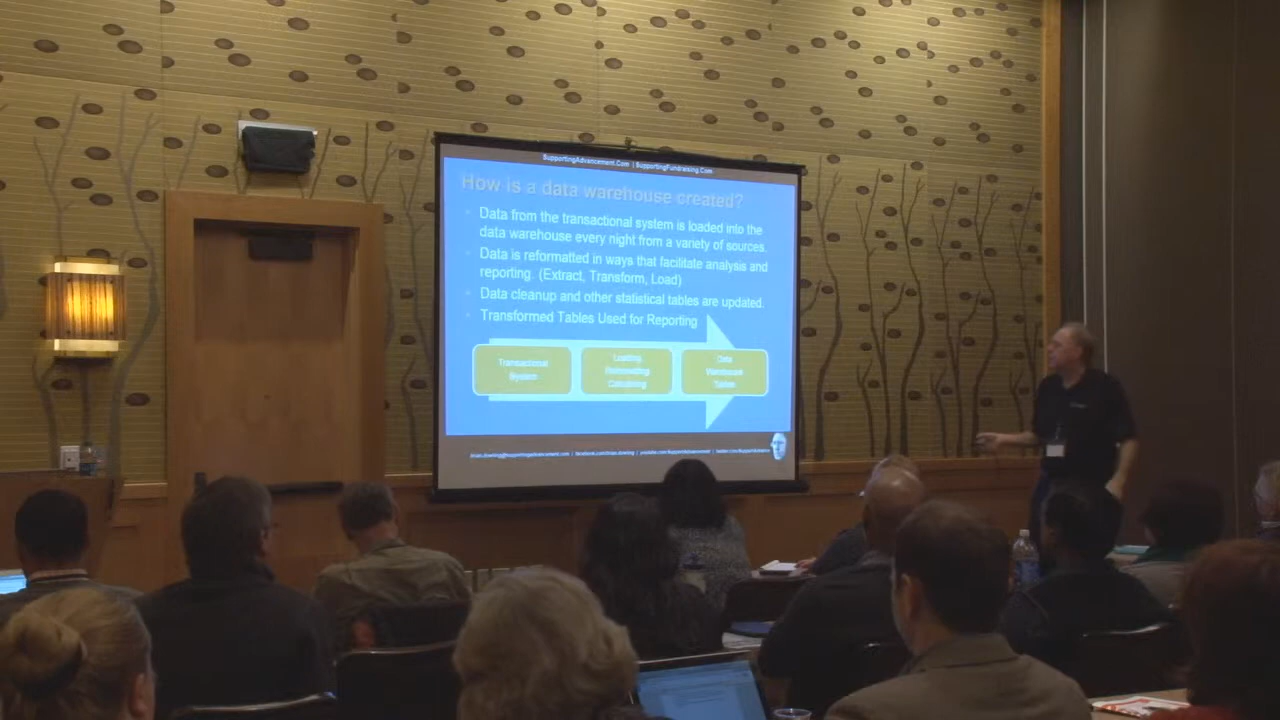 SupportingAdvancement.Com | SupportingFundraising.Com
How is a data warehouse created?
Data from the transactional system is loaded into the
data warehouse every night from a variety of sources.
Data is reformatted in ways that facilitate analysis and
reporting. (Extract, Transform, Load)
Data cleanup and other statistical tables are updated.
Transformed Tables Used for Reporting
Transactional
System
Loading
Reformatting
Calculating
Data
Warehouse
Tables